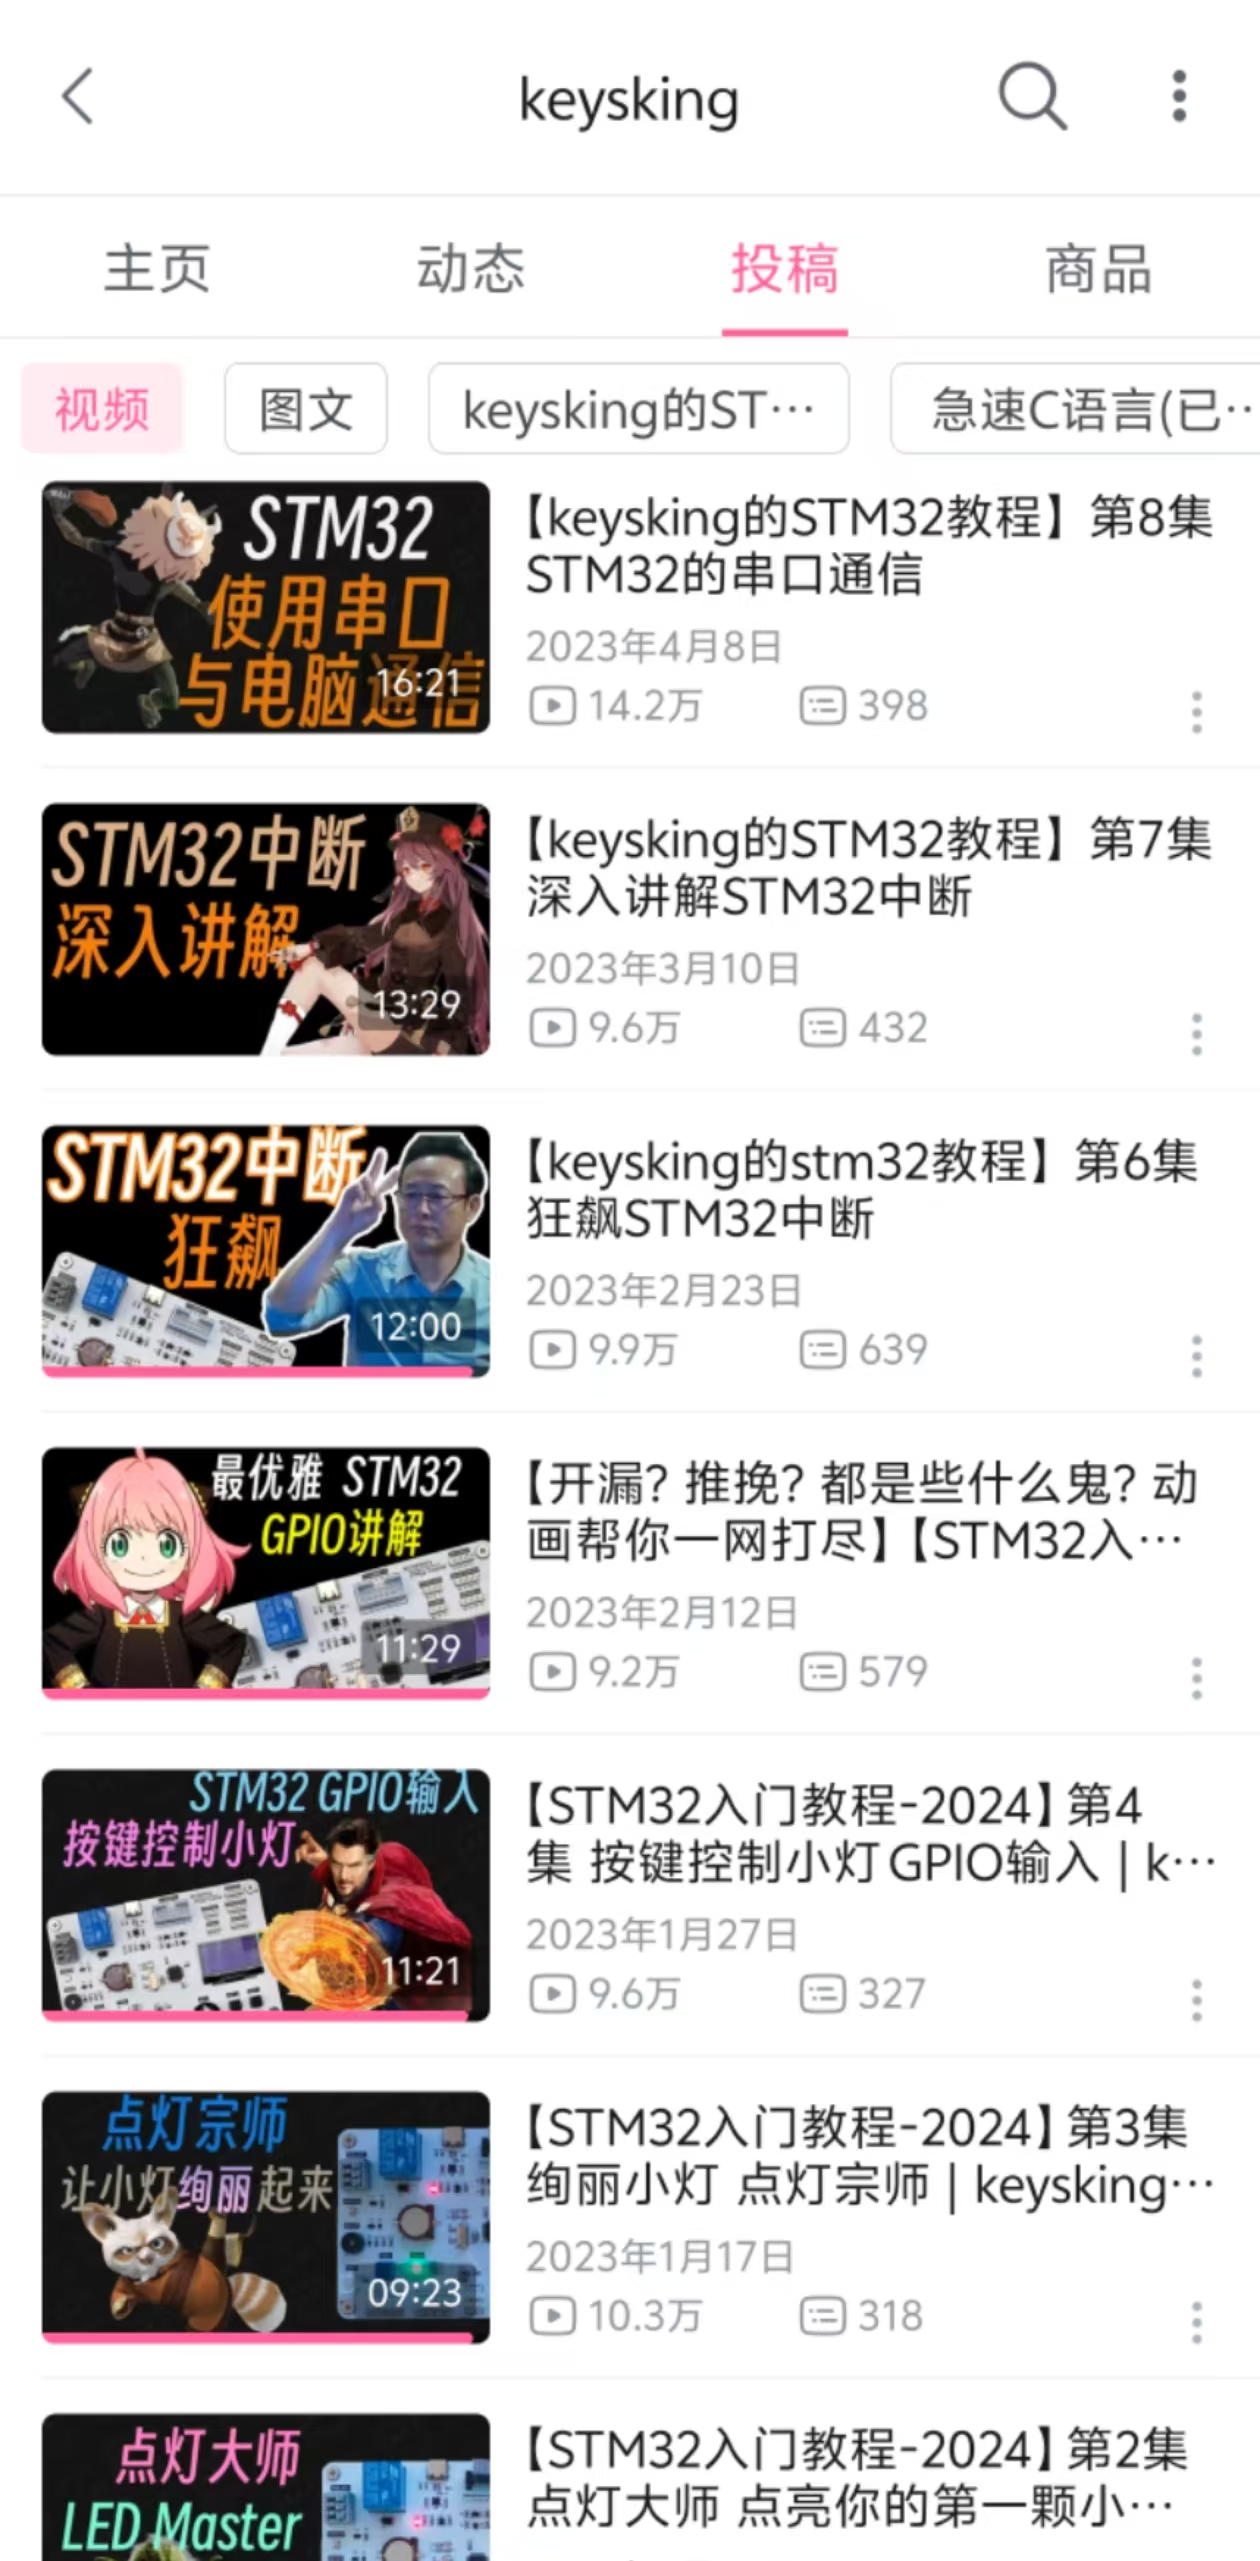 keysking
主页 动态 投稿 商品
视频 图文 keysking的ST… 急速C语言(已…
STM32
使用串口
与电脑通信
16:21
【keysking的STM32教程】第8集
STM32的串口通信
2023年4月8日
14.2万 398
STM32中断
深入讲解
13:29
【keysking的STM32教程】第7集
深入讲解STM32中断
2023年3月10日
9.6万 432
STM32中断
狂飙
12:00
【keysking的stm32教程】第6集
狂飙STM32中断
2023年2月23日
9.9万 639
最优雅 STM32
GPIO讲解
11:29
【开漏？推挽？都是些什么鬼？动
画帮你一网打尽】【STM32入…
2023年2月12日
9.2万 579
STM32 GPIO输入
按键控制小灯
11:21
【STM32入门教程-2024】第4
集 按键控制小灯 GPIO输入 | k…
2023年1月27日
9.6万 327
点灯宗师
让小灯绚丽起来
09:23
【STM32入门教程-2024】第3集
绚丽小灯 点灯宗师 | keysking…
2023年1月17日
10.3万 318
点灯大师
LED Master
【STM32入门教程-2024】第2集
点灯大师 点亮你的第一颗小…